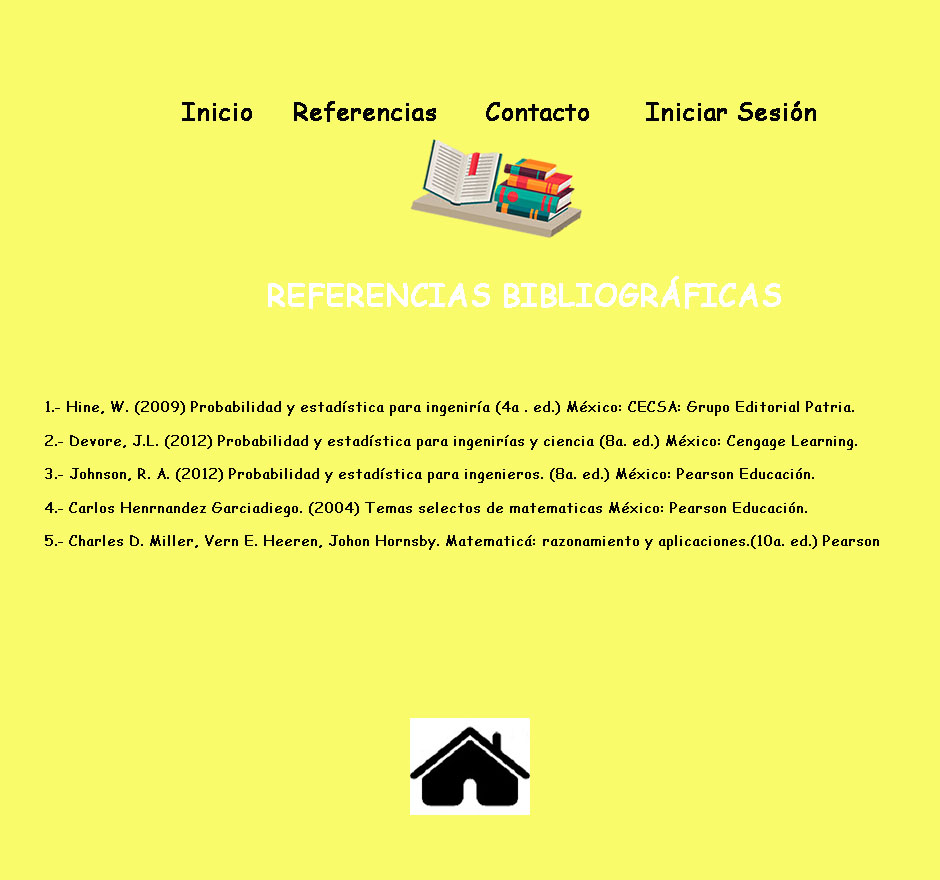 Inicio Referencias Contacto Iniciar Sesión
REFERENCIAS BIBLIOGRÁFICAS
1.- Hine, W. (2009) Probabilidad y estadística para ingeniría (4a . ed.) México: CECSA: Grupo Editorial Patria.
2.- Devore, J.L. (2012) Probabilidad y estadística para ingenirías y ciencia (8a. ed.) México: Cengage Learning.
3.- Johnson, R. A. (2012) Probabilidad y estadística para ingenieros. (8a. ed.) México: Pearson Educación.
4.- Carlos Henrnandez Garciadiego. (2004) Temas selectos de matematicas México: Pearson Educación.
5.- Charles D. Miller, Vern E. Heeren, Johon Hornsby. Matematicá: razonamiento y aplicaciones.(10a. ed.) Pearson